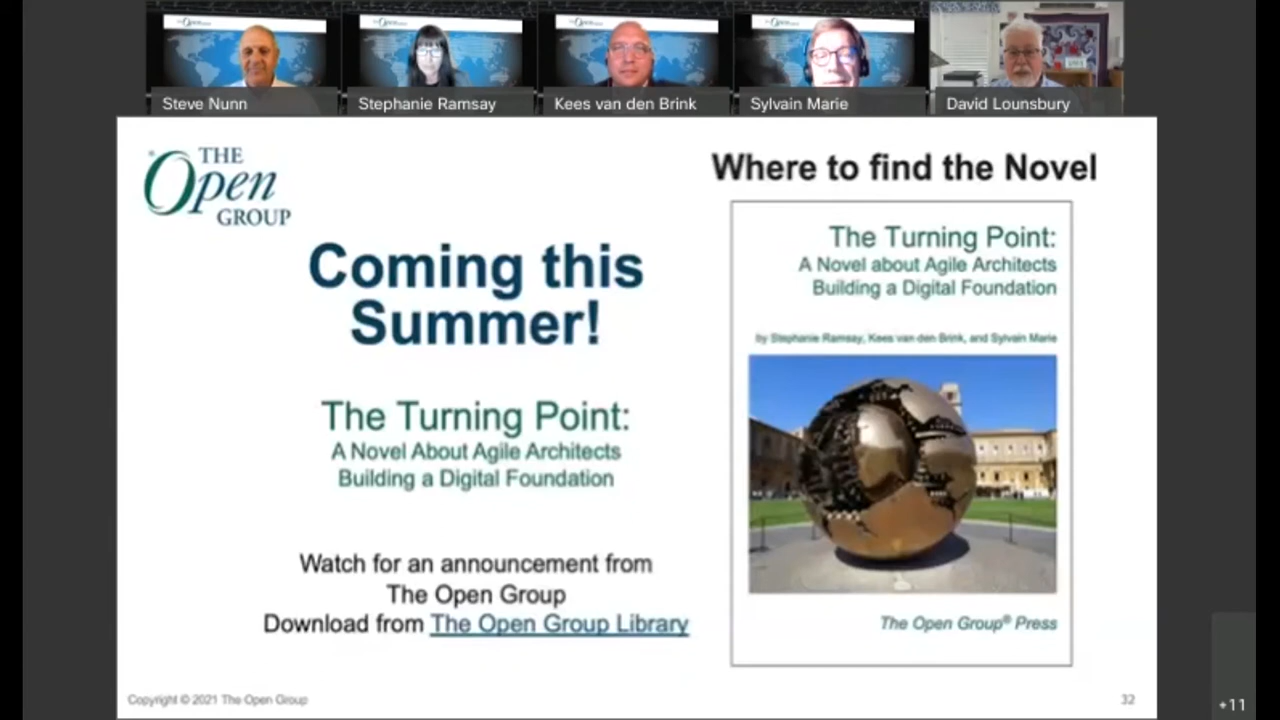 Steve Nunn
Stephanie Ramsay
Kees van den Brink
Sylvain Marie
David Lounsbury
THE
Open
GROUP
Where to find the Novel
Coming this
Summer!
The Turning Point:
A Novel About Agile Architects
Building a Digital Foundation
Watch for an announcement from
The Open Group
Download from The Open Group Library
The Turning Point:
A Novel about Agile Architects
Building a Digital Foundation
by Stephanie Ramsay, Kees van den Brink, and Sylvain Marie
The Open Group® Press
Copyright © 2021 The Open Group
32
+11